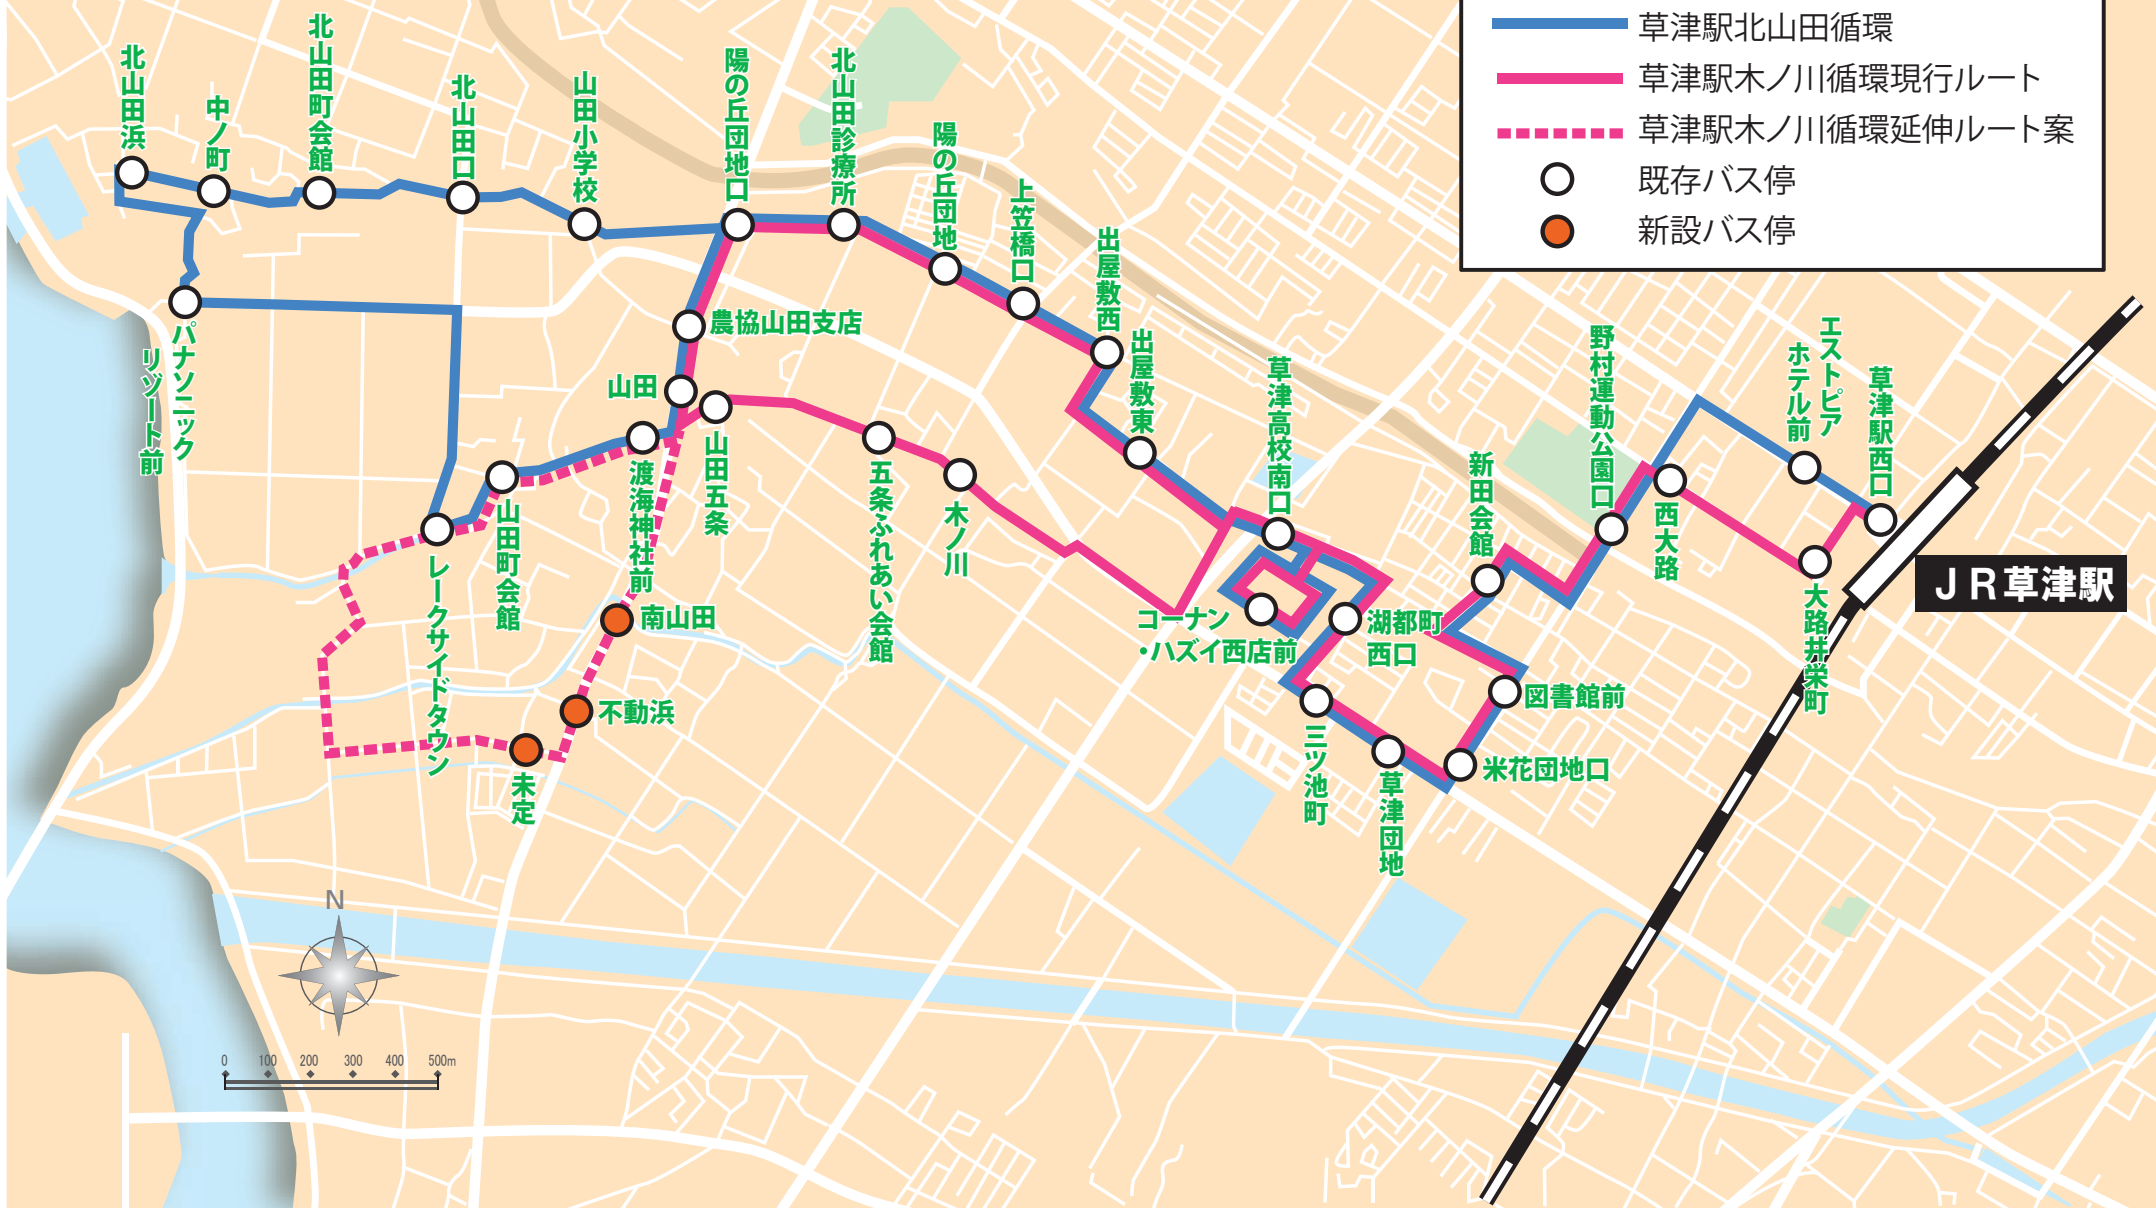 草津駅北山田循環
草津駅木ノ川循環現行ルート
草津駅木ノ川循環延伸ルート案
既存バス停
新設バス停
北山田浜
中ノ町
北山田町会館
北山田口
山田小学校
陽の丘団地口
北山田診療所
陽の丘団地
上笠橋口
出屋敷西
出屋敷東
草津高校南口
新田会館
野村運動公園口
西大路
エストピア
ホテル前
草津駅西口
パナソニック
リゾート前
農協山田支店
山田
渡海神社前
山田五条
五条ふれあい会館
木ノ川
山田町会館
レークサイドタウン
南山田
不動浜
未定
コーナン
・ハズイ西店前
湖都町
西口
三ツ池町
草津団地
米花団地口
図書館前
大路井栄町
JR草津駅
N
0 100 200 300 400 500m